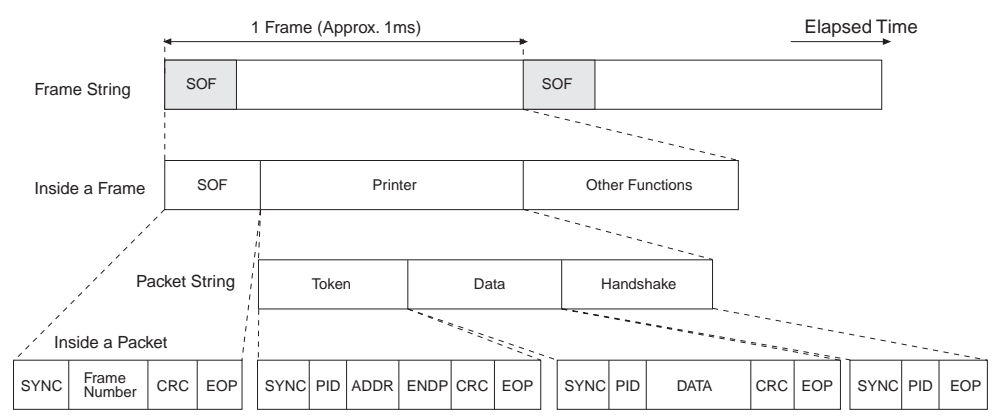 1 Frame (Approx. 1ms)
Elapsed Time
Frame String
SOF
SOF
Inside a Frame
SOF
Printer
Other Functions
Packet String
Token
Data
Handshake
Inside a Packet
SYNC
Frame
Number
CRC
EOP
SYNC
PID
ADDR
ENDP
CRC
EOP
SYNC
PID
DATA
CRC
EOP
SYNC
PID
EOP